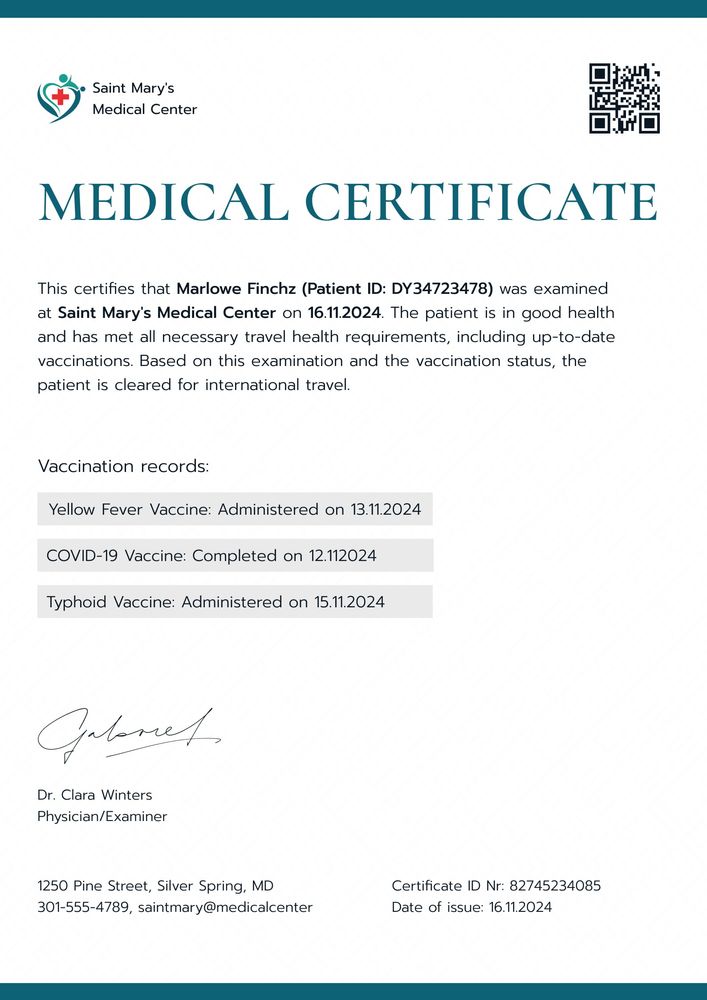 Saint Mary's
Medical Center
MEDICAL CERTIFICATE
This certifies that Marlowe Finchz (Patient ID: DY34723478) was examined
at Saint Mary's Medical Center on 16.11.2024. The patient is in good health
and has met all necessary travel health requirements, including up-to-date
vaccinations. Based on this examination and the vaccination status, the
patient is cleared for international travel.
Vaccination records:
Yellow Fever Vaccine: Administered on 13.11.2024
COVID-19 Vaccine: Completed on 12.112024
Typhoid Vaccine: Administered on 15.11.2024
Gabriel
Dr. Clara Winters
Physician/Examiner
1250 Pine Street, Silver Spring, MD
301-555-4789, saintmary@medicalcenter
Certificate ID Nr: 82745234085
Date of issue: 16.11.2024